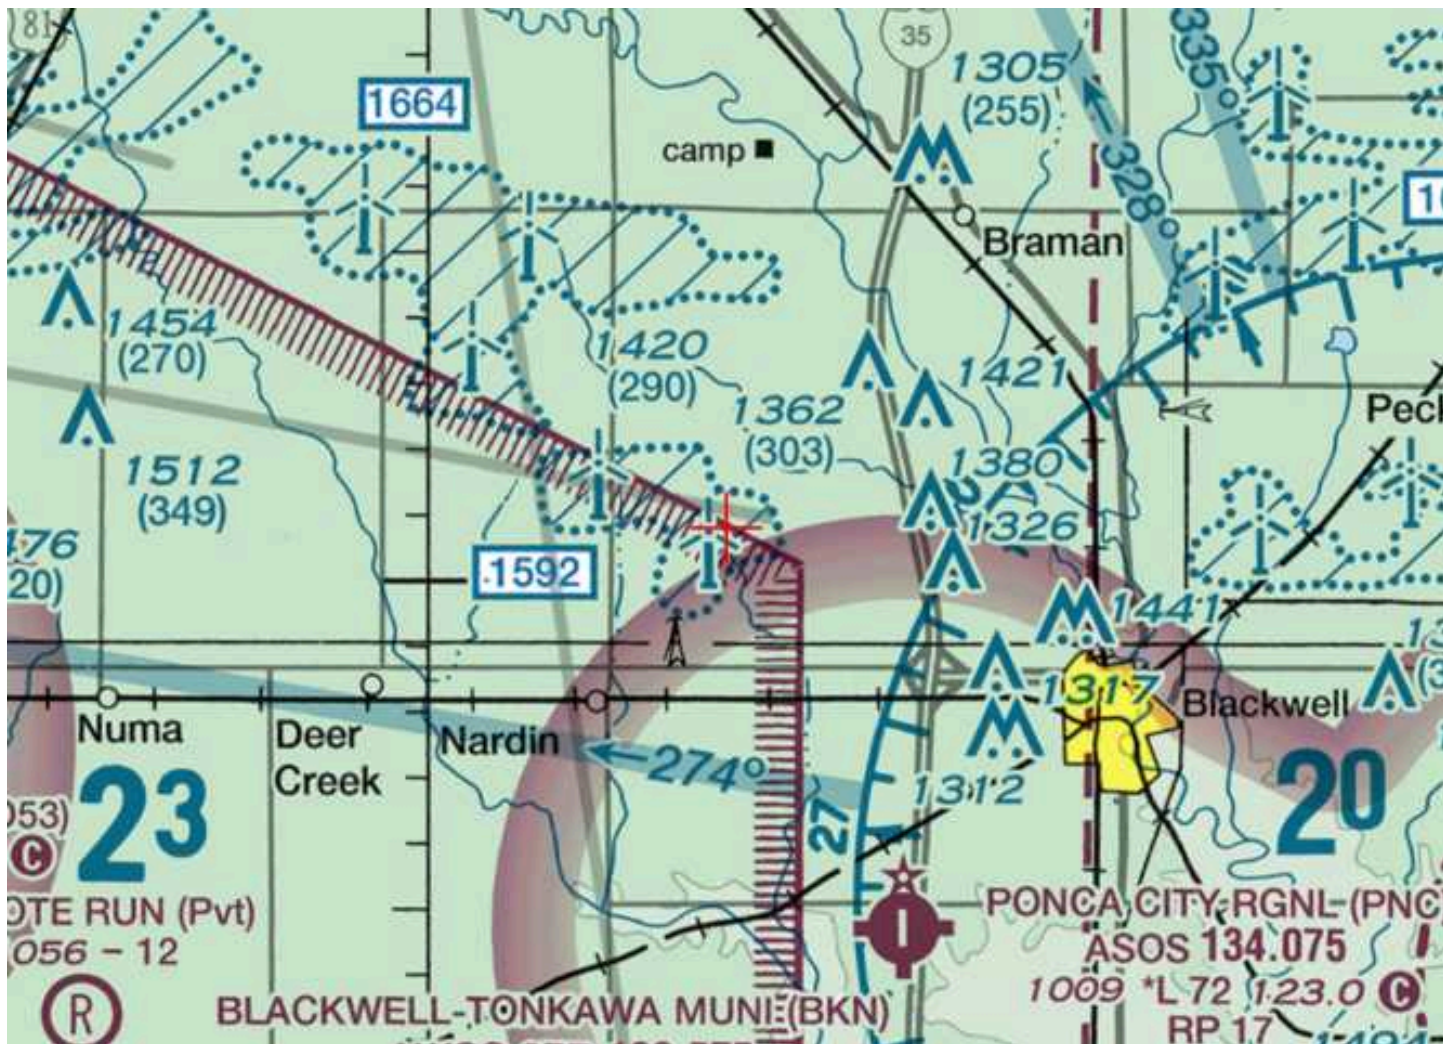 (81)
35
1305
(255)
335°
1664
camp
328°
Braman
1454
(270)
1420
(290)
1421
1362
(303)
1512
(349)
1380
1326
1592
1441
1317
Blackwell
Numa
Deer
Creek
Nardin
274°
1312
27
23
20
C
OTE RUN (Pvt)
056 - 12
R
BLACKWELL-TONKAWA MUNI (BKN)
PONCA CITY RGNL (PNC
ASOS 134.075
1009 *L 72 123.0 C
RP 17